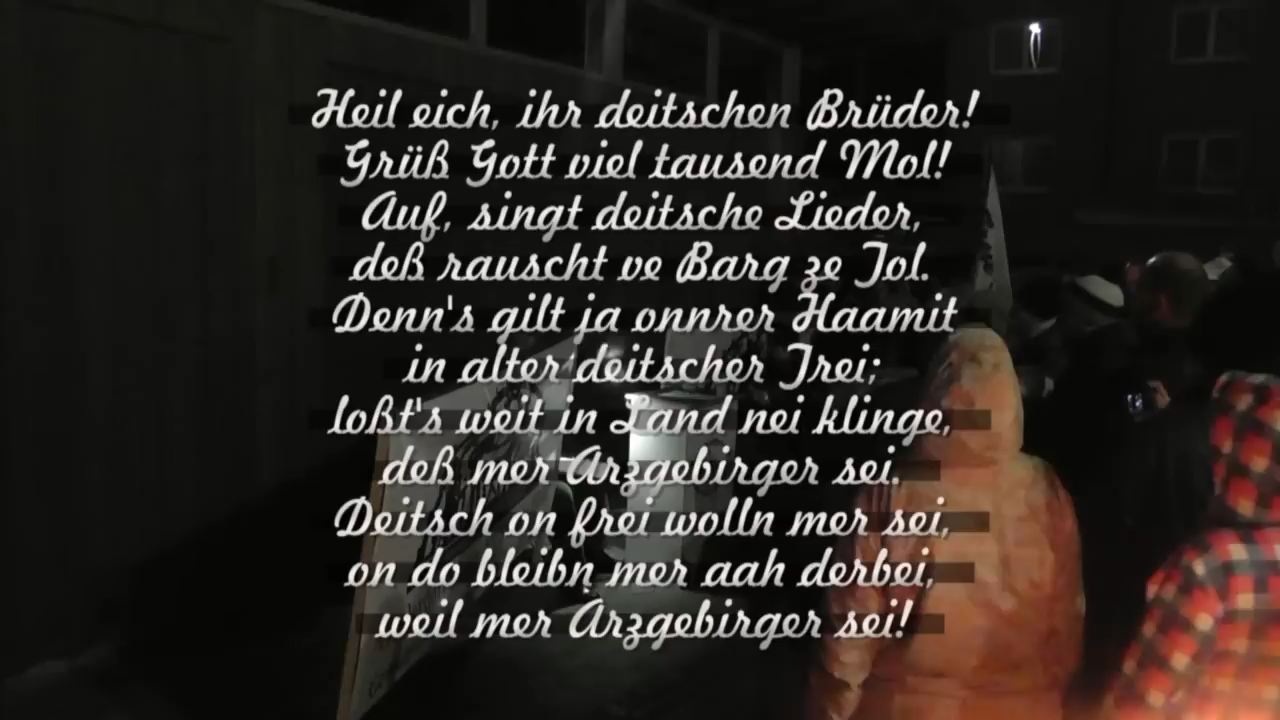 Heil eich, ihr deitschen Brüder!
Grüß Gott viel tausend Mol!
Auf, singt deitsche Lieder,
deß rauscht ve Barg ze Tol.
Denn's gilt ja onnrer Haamit
in alter deitscher Trei;
loßt's weit in Land nei klinge,
deß mer Arzgebirger sei.
Deitsch on frei wolln mer sei,
on do bleibn mer aah derbei,
weil mer Arzgebirger sei!